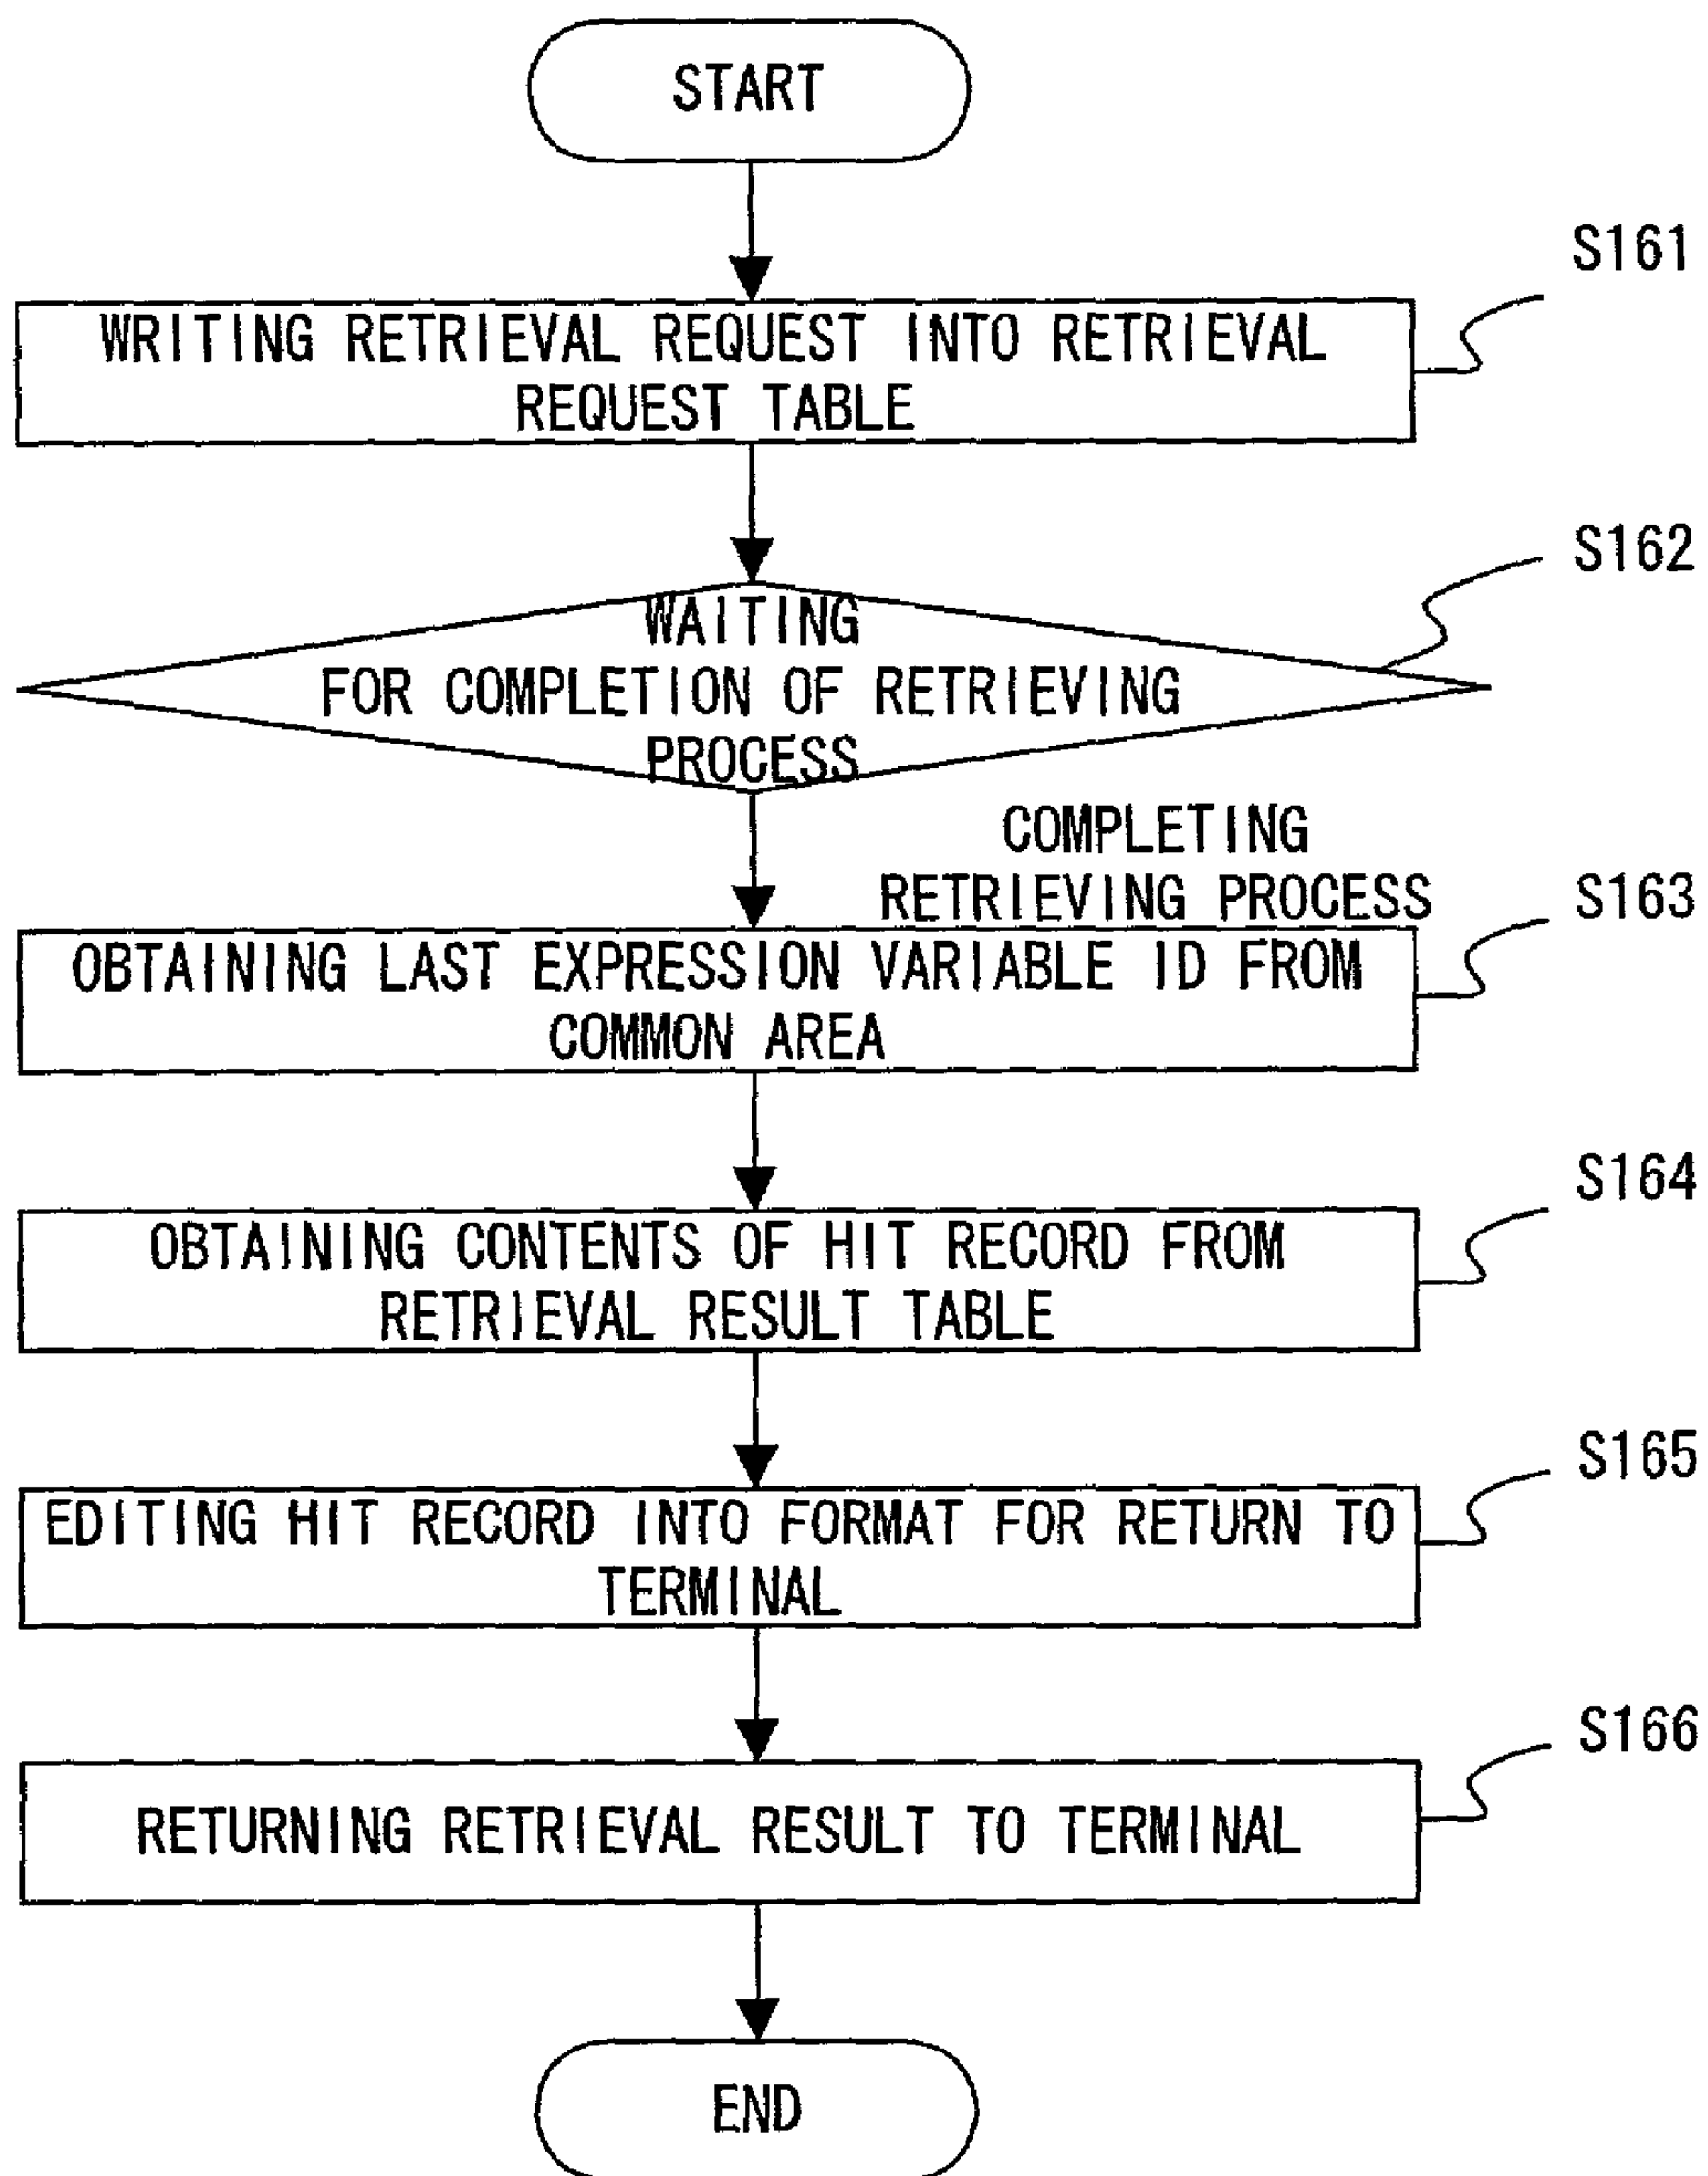 START
S161
WRITING RETRIEVAL REQUEST INTO RETRIEVAL
REQUEST TABLE
S162
WAITING
FOR COMPLETION OF RETRIEVING
PROCESS
COMPLETING
RETRIEVING PROCESS
S163
OBTAINING LAST EXPRESSION VARIABLE ID FROM
COMMON AREA
S164
OBTAINING CONTENTS OF HIT RECORD FROM
RETRIEVAL RESULT TABLE
S165
EDITING HIT RECORD INTO FORMAT FOR RETURN TO
TERMINAL
S166
RETURNING RETRIEVAL RESULT TO TERMINAL
END